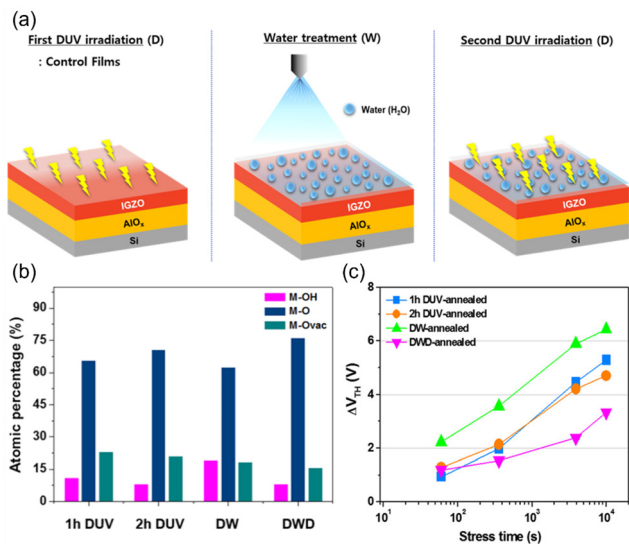 (a)
First DUV irradiation (D)
: Control Films
Water treatment (W)
Second DUV irradiation (D)
Water (H₂O)
IGZO
AlOₓ
Si
IGZO
AlOₓ
Si
IGZO
AlOₓ
Si
(b)
M-OH
M-O
M-Ovac
Atomic percentage (%)
90
75
60
45
30
15
0
1h DUV
2h DUV
DW
DWD
(c)
1h DUV-annealed
2h DUV-annealed
DW-annealed
DWD-annealed
ΔV_TH (V)
8
6
4
2
0
10¹
10²
10³
10⁴
Stress time (s)